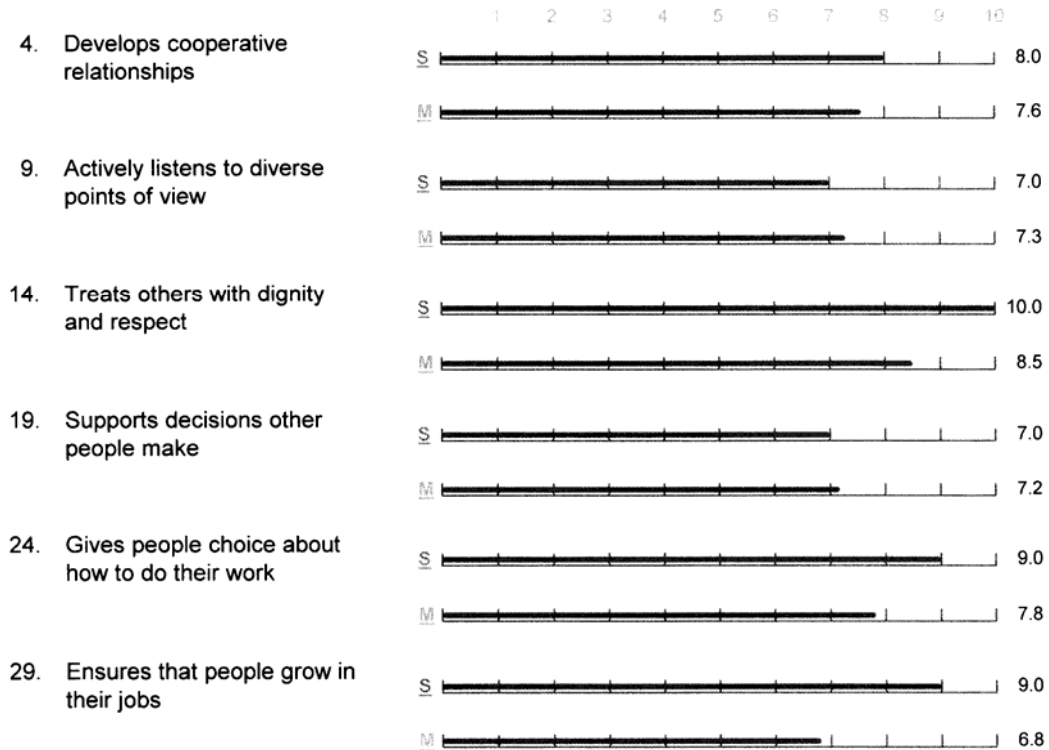 1 2 3 4 5 6 7 8 9 10
4. Develops cooperative
relationships
S 8.0
M 7.6
9. Actively listens to diverse
points of view
S 7.0
M 7.3
14. Treats others with dignity
and respect
S 10.0
M 8.5
19. Supports decisions other
people make
S 7.0
M 7.2
24. Gives people choice about
how to do their work
S 9.0
M 7.8
29. Ensures that people grow in
their jobs
S 9.0
M 6.8